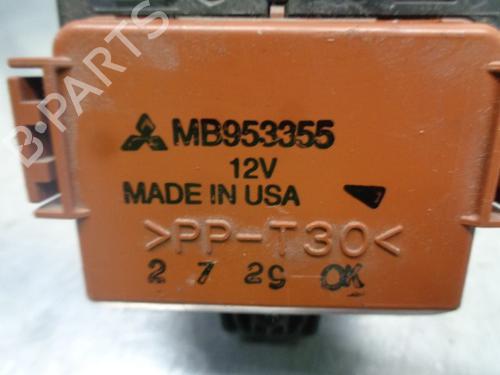 MB953355
12V
MADE IN USA
>PP-T30<
2 7 29 OK
B-PARTS